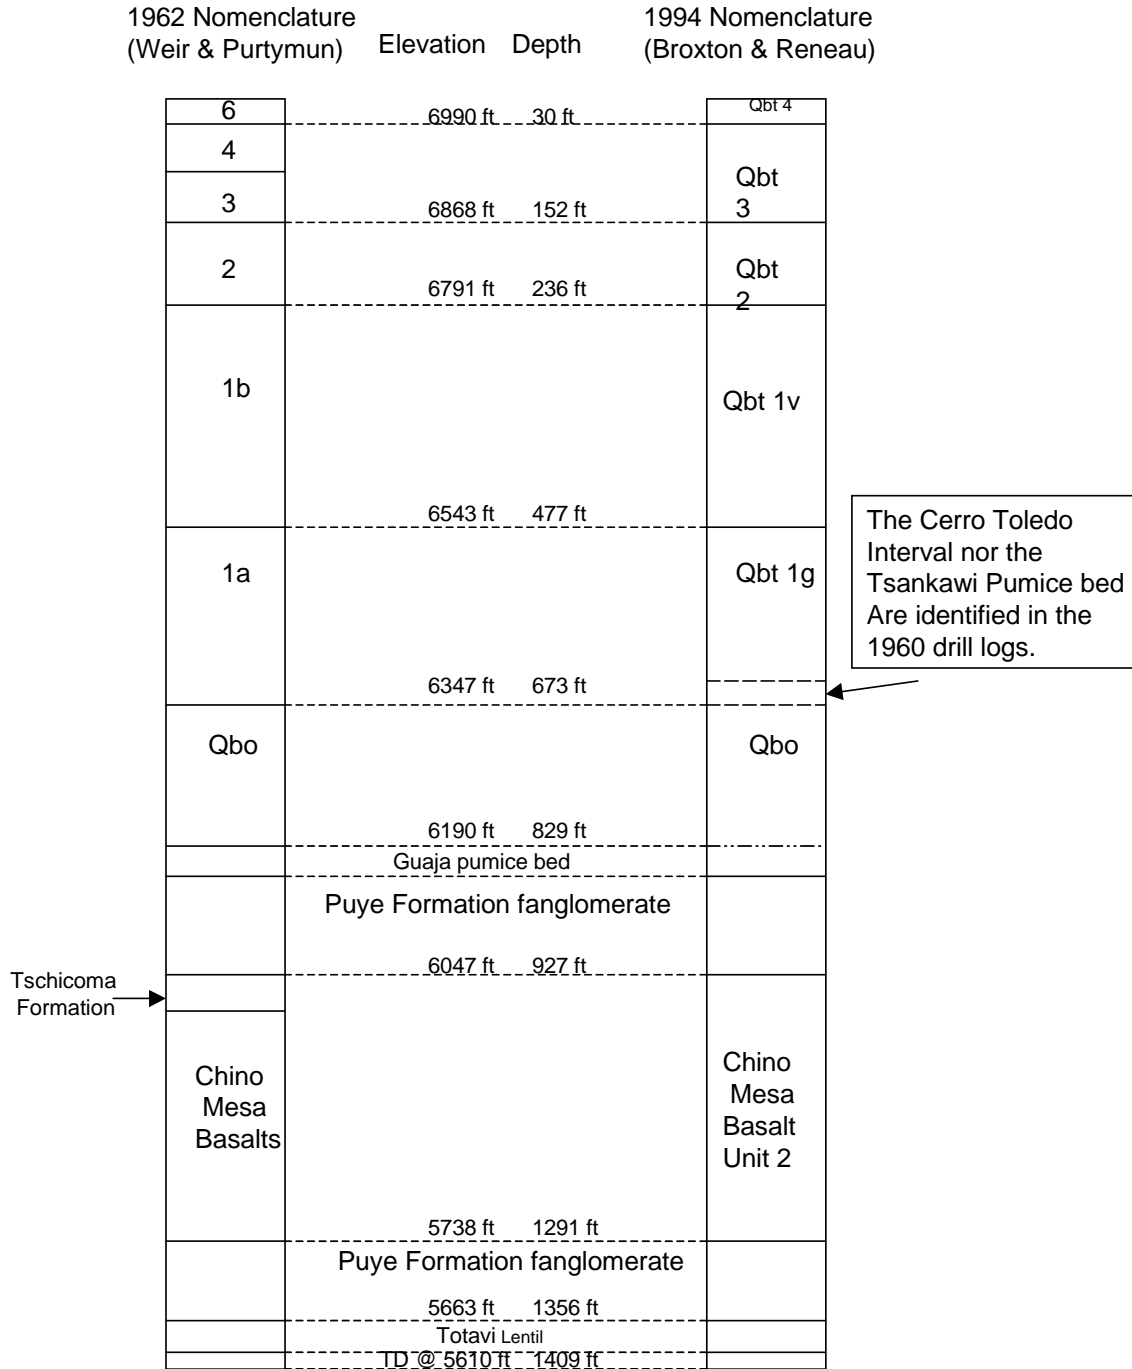 1962 Nomenclature
(Weir & Purtymun)
Elevation Depth
1994 Nomenclature
(Broxton & Reneau)
6
6990 ft 30 ft
Qbt 4
4
3
6868 ft 152 ft
Qbt
3
2
6791 ft 236 ft
Qbt
2
1b
Qbt 1v
6543 ft 477 ft
1a
Qbt 1g
The Cerro Toledo
Interval nor the
Tsankawi Pumice bed
Are identified in the
1960 drill logs.
6347 ft 673 ft
Qbo
Qbo
6190 ft 829 ft
Guaja pumice bed
Puye Formation fanglomerate
6047 ft 927 ft
Tschicoma
Formation
Chino
Mesa
Basalts
Chino
Mesa
Basalt
Unit 2
5738 ft 1291 ft
Puye Formation fanglomerate
5663 ft 1356 ft
Totavi Lentil
TD @ 5610 ft 1409 ft